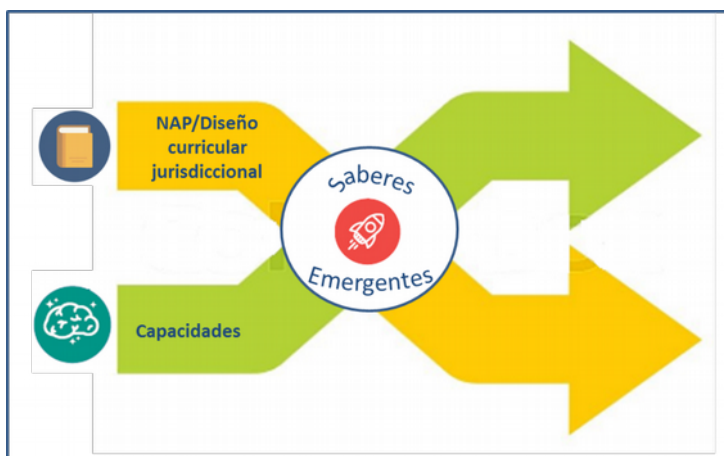 NAP/Diseño
curricular
jurisdiccional
Saberes
Emergentes
Capacidades